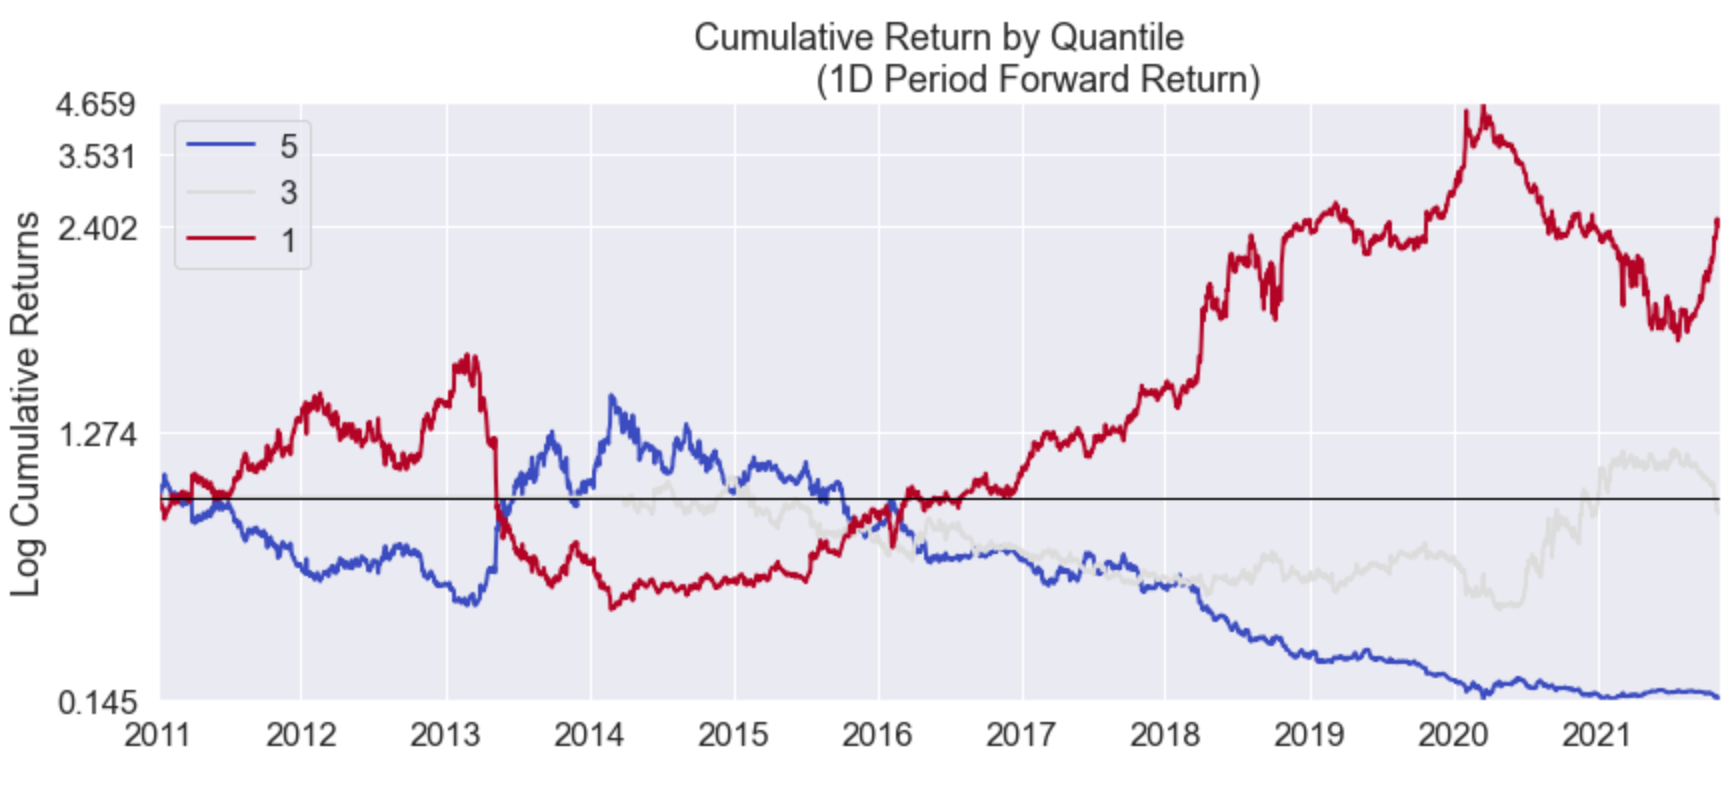 Cumulative Return by Quantile
(1D Period Forward Return)
4.659
3.531
2.402
1.274
0.145
Log Cumulative Returns
5
3
1
2011 2012 2013 2014 2015 2016 2017 2018 2019 2020 2021